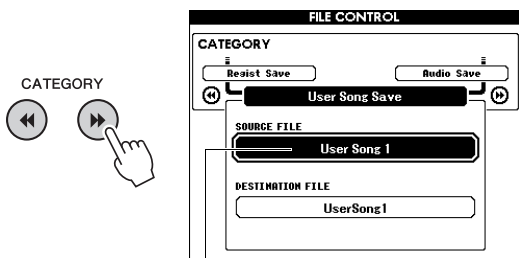 FILE CONTROL
CATEGORY
Regist Save
Audio Save
User Song Save
CATEGORY
SOURCE FILE
User Song 1
DESTINATION FILE
UserSong1